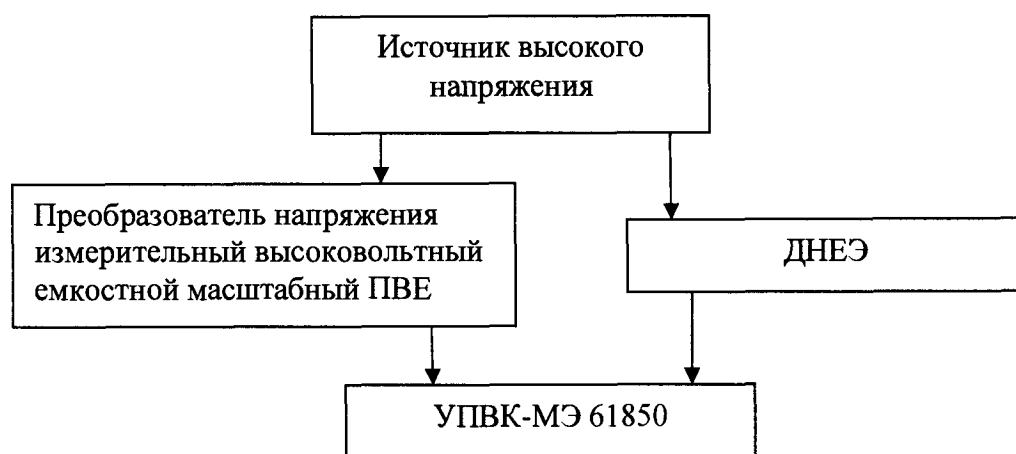 Источник высокого
напряжения
Преобразователь напряжения
измерительный высоковольтный
емкостной масштабный ПВЕ
ДНЕЭ
УПВК-МЭ 61850